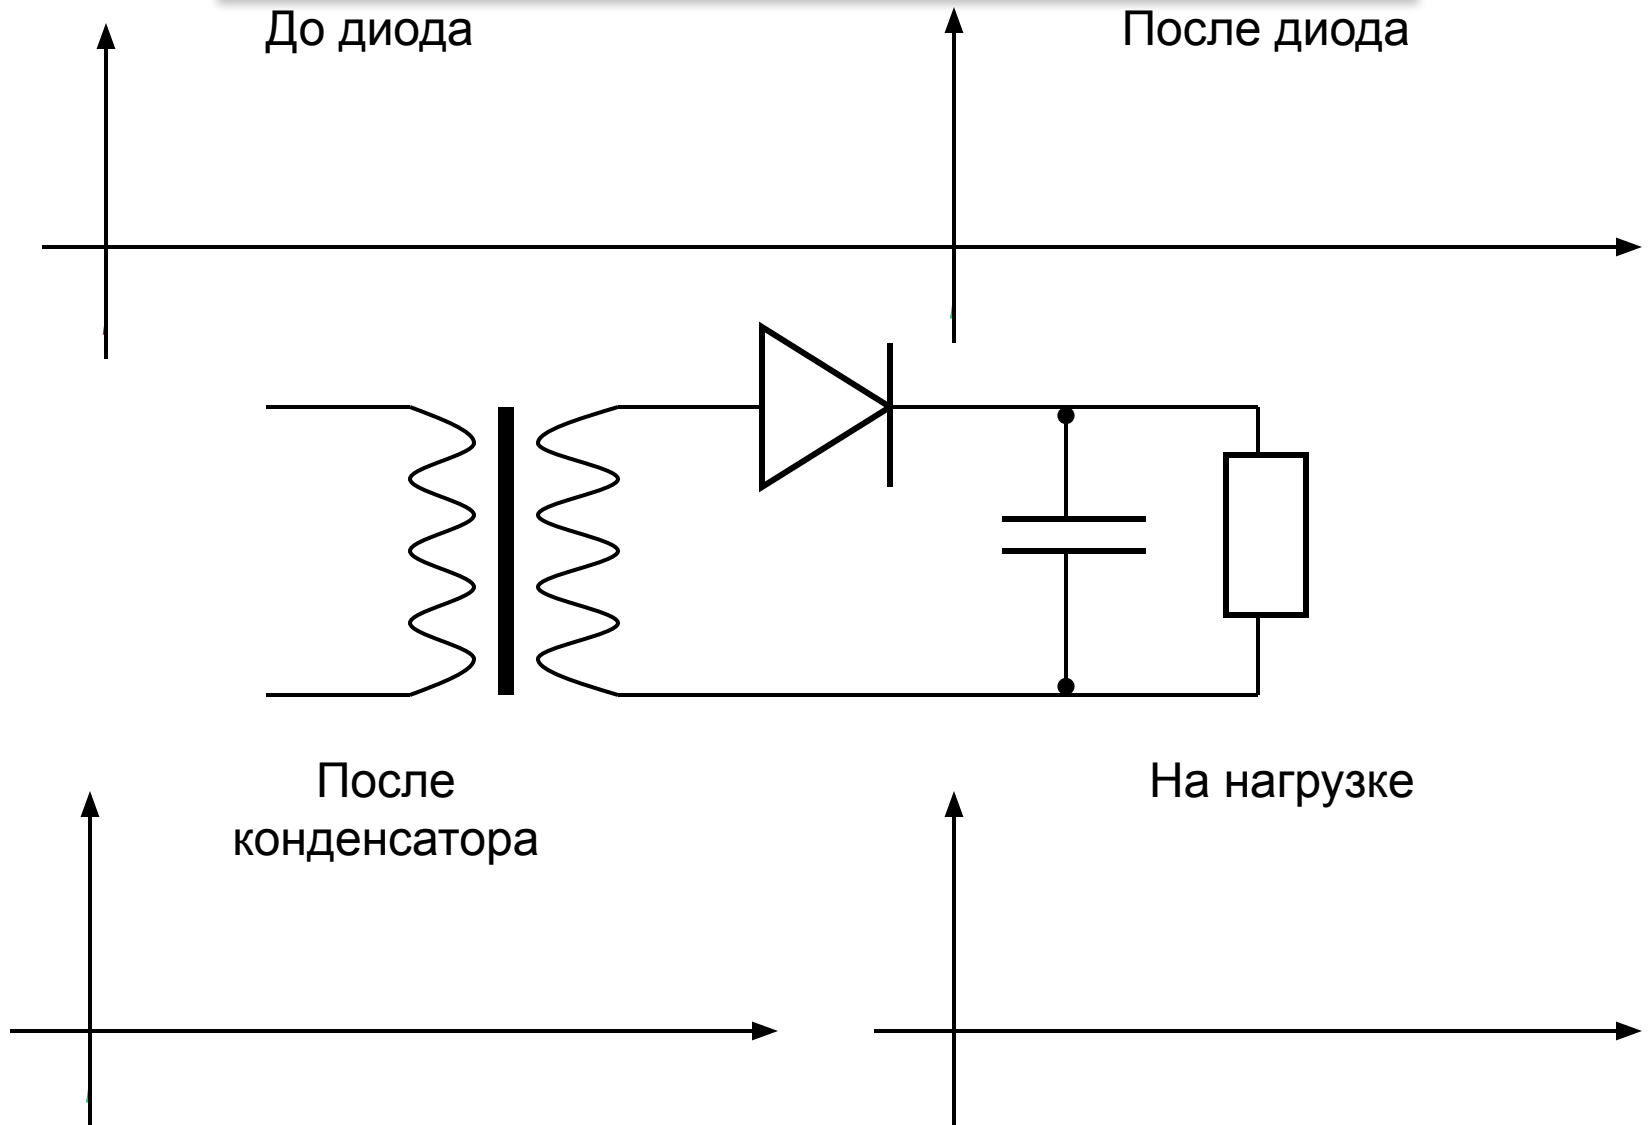 До диода
После диода
После
конденсатора
На нагрузке